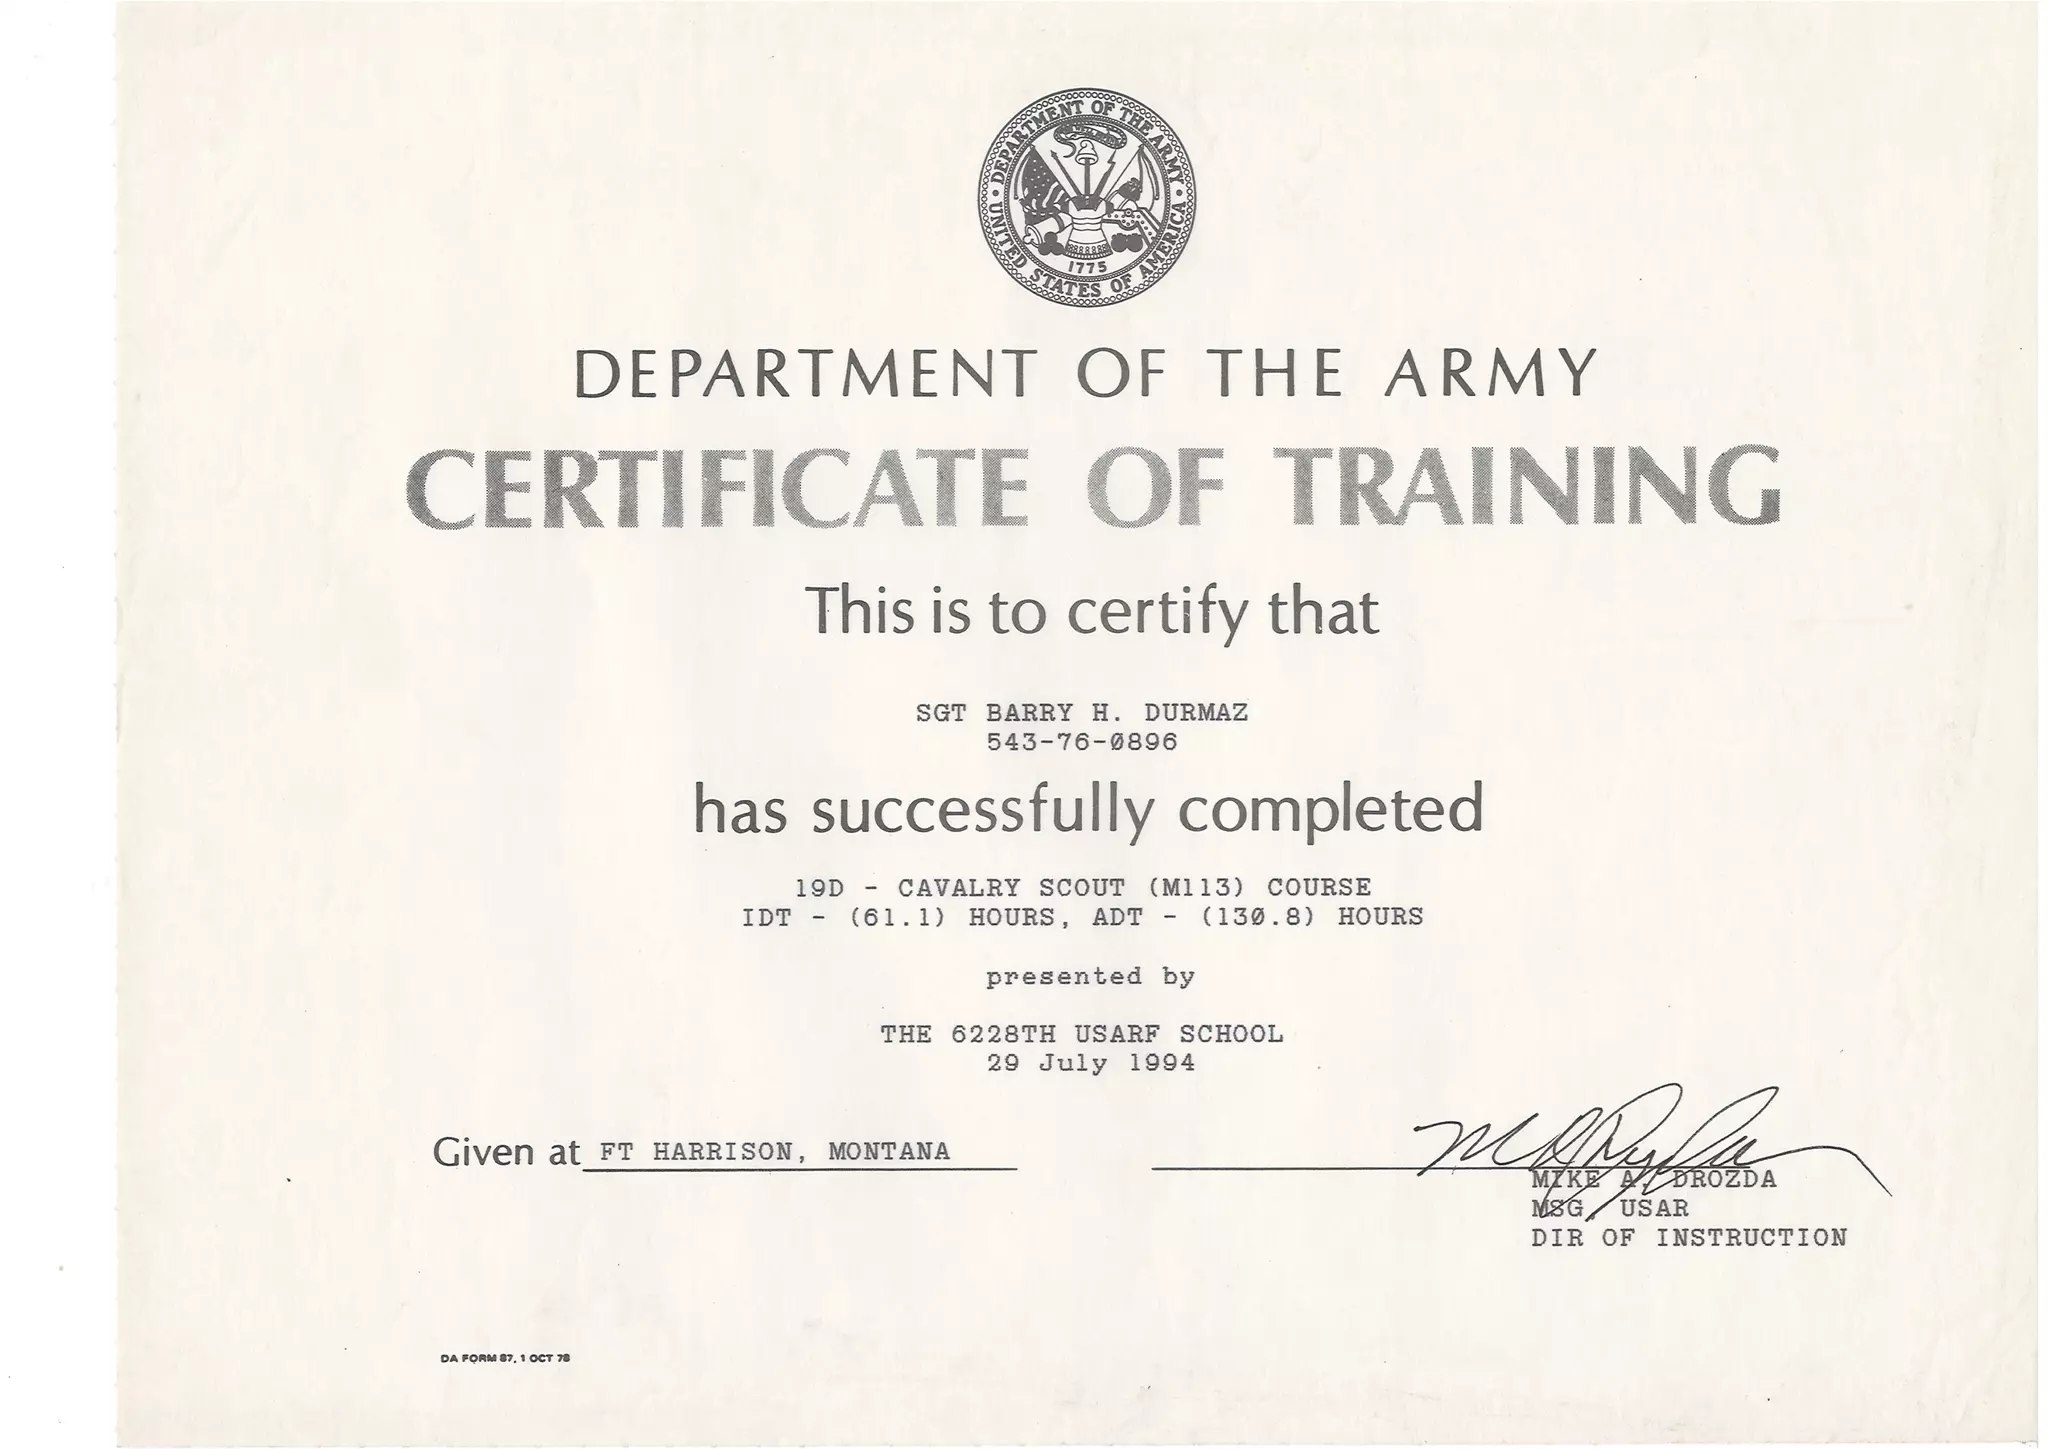 DEPARTMENT OF THE ARMY
UNITED STATES OF AMERICA
1775
DEPARTMENT OF THE ARMY
CERTIFICATE OF TRAINING
This is to certify that
SGT BARRY H. DURMAZ
543-76-0896
has successfully completed
19D - CAVALRY SCOUT (M113) COURSE
IDT - (61.1) HOURS, ADT - (130.8) HOURS
presented by
THE 6228TH USARF SCHOOL
29 July 1994
Given at FT HARRISON, MONTANA
MIKE A. DROZDA
MSG, USAR
DIR OF INSTRUCTION
DA FORM 87, 1 OCT 78